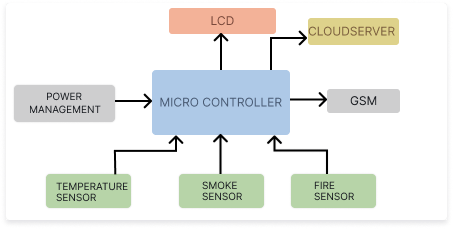 LCD
CLOUDSERVER
POWER
MANAGEMENT
MICRO CONTROLLER
GSM
TEMPERATURE
SENSOR
SMOKE
SENSOR
FIRE
SENSOR